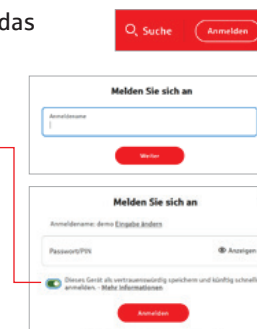 das
Suche Anmelden
Melden Sie sich an
Anmeldename
Weiter
Melden Sie sich an
Anmeldename: demo Eingabe ändern
Passwort/PIN Anzeigen
Dieses Gerät als vertrauenswürdig speichern und künftig schnelle
anmelden. - Mehr Informationen
Anmelden